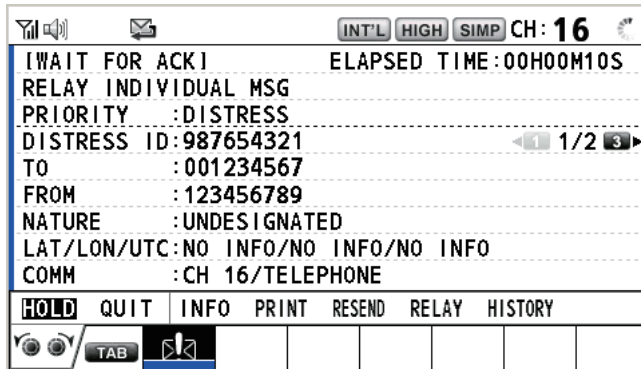 INT'L HIGH SIMP CH: 16
[WAIT FOR ACK] ELAPSED TIME:00H00M10S
RELAY INDIVIDUAL MSG
PRIORITY :DISTRESS
DISTRESS ID:987654321 1 1/2 3
TO :001234567
FROM :123456789
NATURE :UNDESIGNATED
LAT/LON/UTC:NO INFO/NO INFO/NO INFO
COMM :CH 16/TELEPHONE
HOLD QUIT INFO PRINT RESEND RELAY HISTORY
TAB